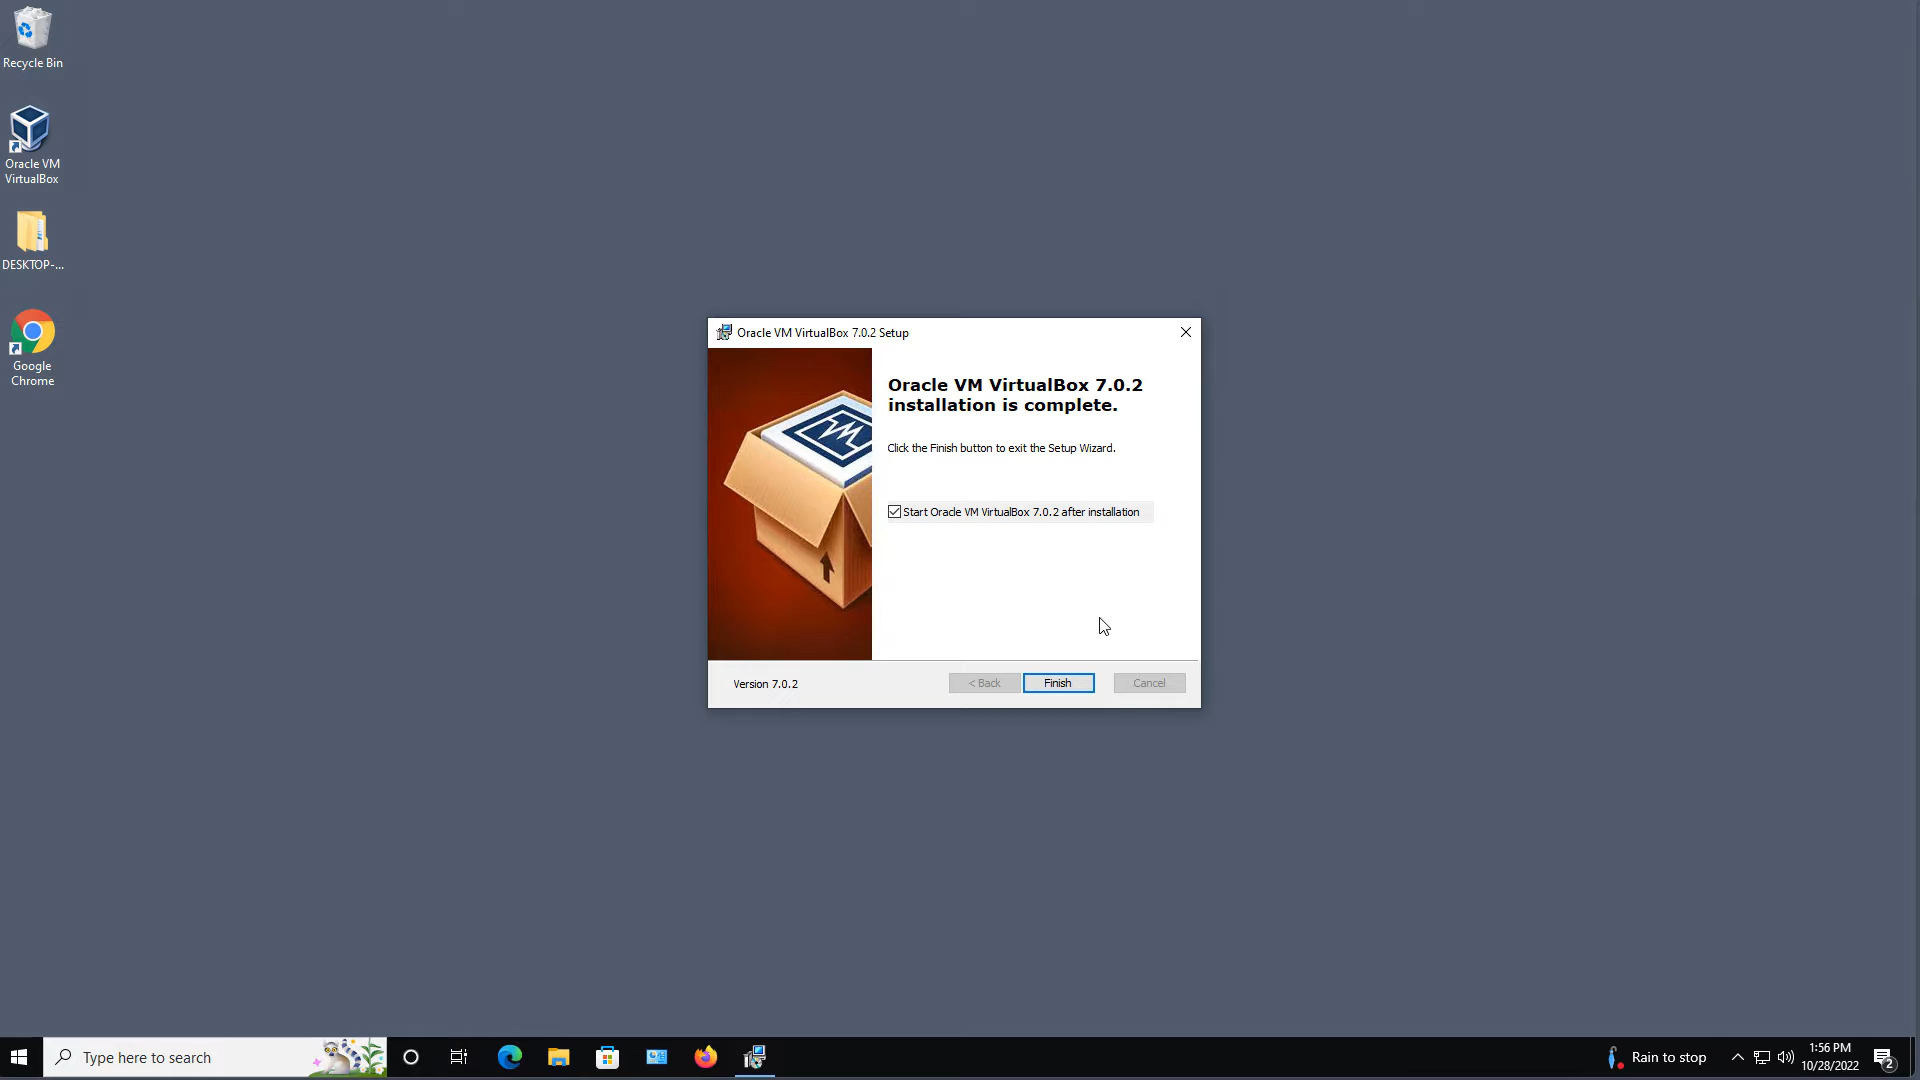 Recycle Bin
Oracle VM
VirtualBox
DESKTOP-...
Google
Chrome
Oracle VM VirtualBox 7.0.2 Setup
Oracle VM VirtualBox 7.0.2
installation is complete.
Click the Finish button to exit the Setup Wizard.
Start Oracle VM VirtualBox 7.0.2 after installation
Version 7.0.2
< Back
Finish
Cancel
Type here to search
Rain to stop
1:56 PM
10/28/2022
2